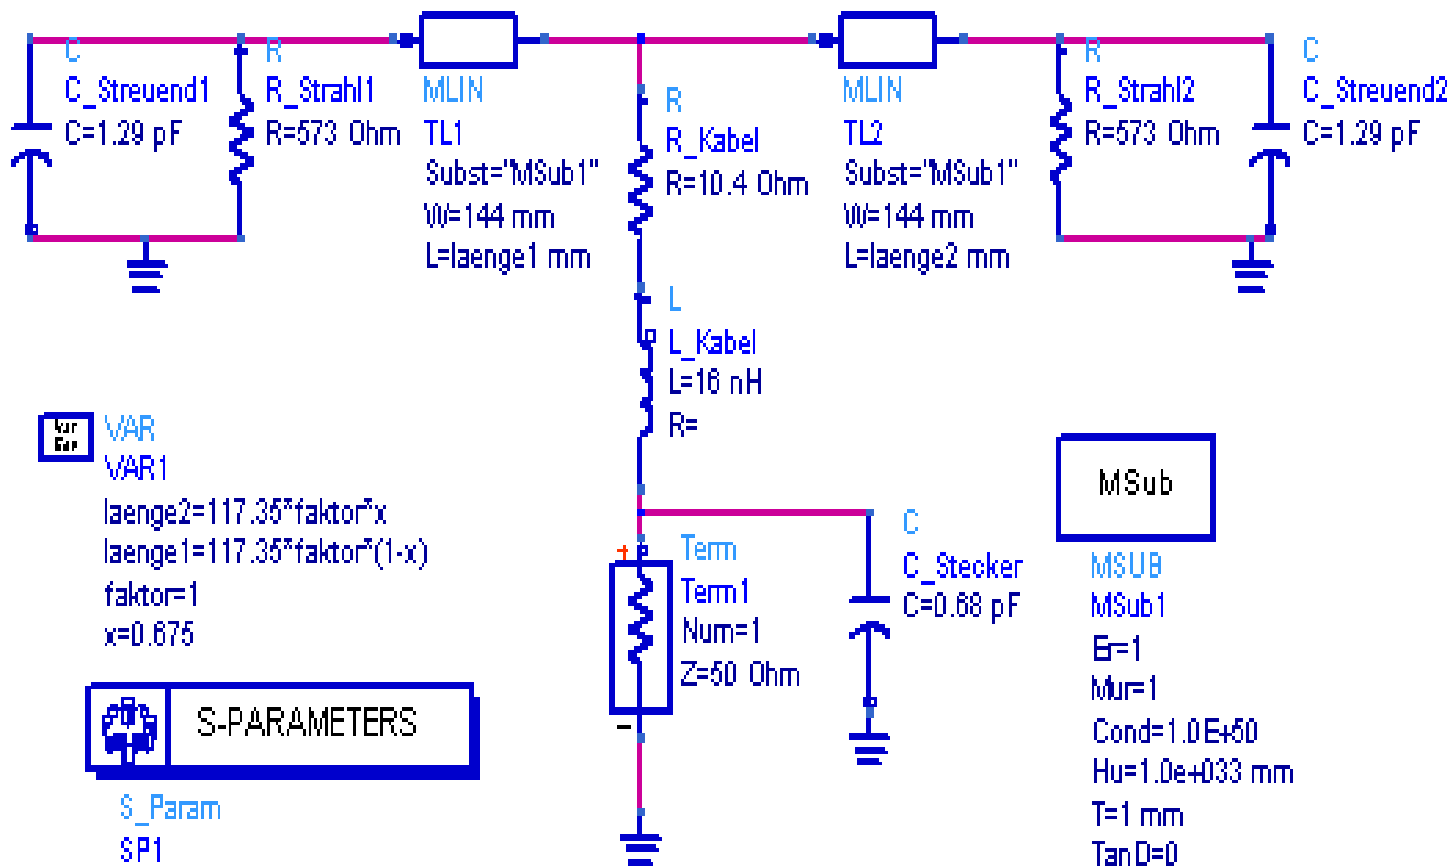 C
C_Streuend1
C=1.29 pF
R
R_Strahl1
R=573 Ohm
MLIN
TL1
Subst="MSub1"
W=144 mm
L=laenge1 mm
R
R_Kabel
R=10.4 Ohm
MLIN
TL2
Subst="MSub1"
W=144 mm
L=laenge2 mm
R
R_Strahl2
R=573 Ohm
C
C_Streuend2
C=1.29 pF
L
L_Kabel
L=16 nH
R=
Var
Eqn
VAR
VAR1
laenge2=117.35*faktor*x
laenge1=117.35*faktor*(1-x)
faktor=1
x=0.675
+
Term
Term1
Num=1
Z=50 Ohm
-
C
C_Stecker
C=0.68 pF
MSub
MSUB
MSub1
Er=1
Mur=1
Cond=1.0E+50
Hu=1.0e+033 mm
T=1 mm
TanD=0
S-PARAMETERS
S_Param
SP1